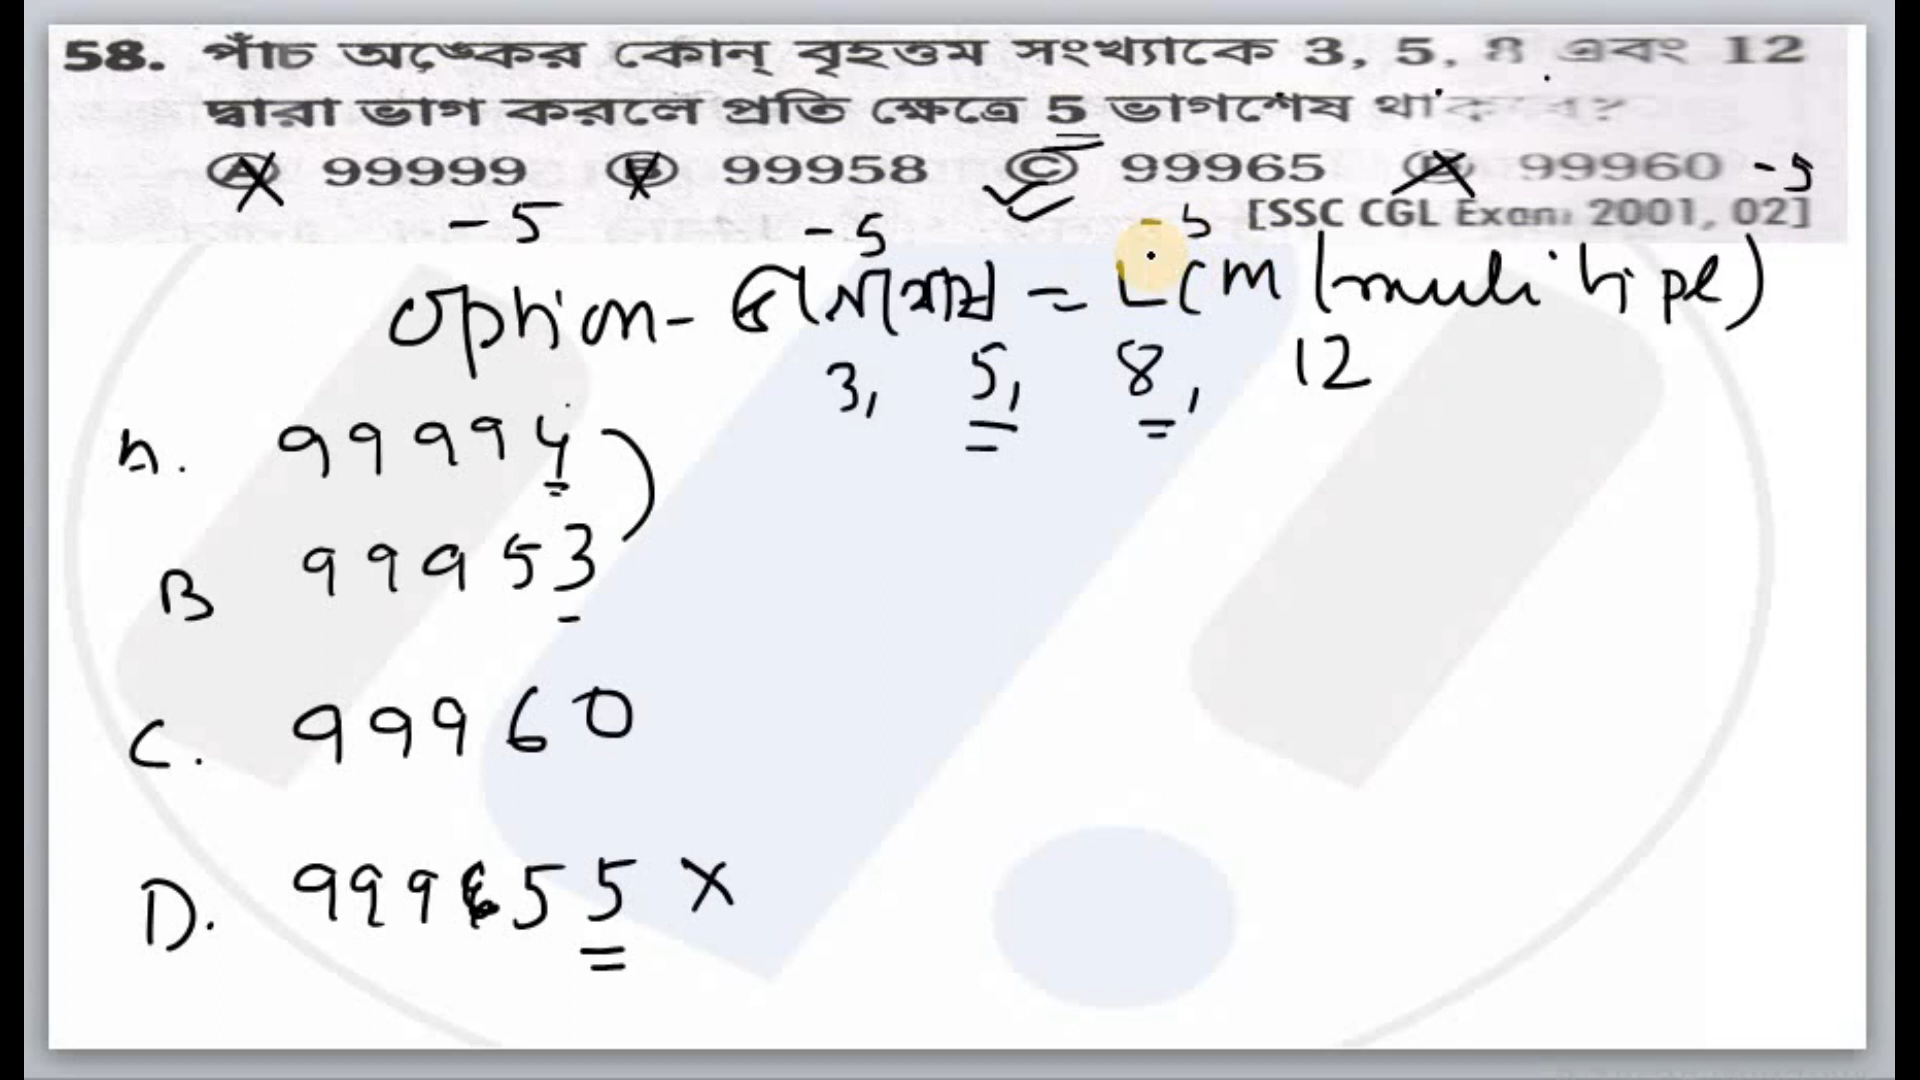 58. পাঁচ অঙ্কের কোন্ বৃহত্তম সংখ্যাকে 3, 5, 8 এবং 12
দ্বারা ভাগ করলে প্রতি ক্ষেত্রে 5 ভাগশেষ
A 99999 B 99958 C 99965 D 99960 -5
[SSC CGL Exam 2001, 02]
-5 -5 -5
option - ভাগশেষ = LCM (multiple)
3, 5, 8, 12
A. 99994
B 99953
C. 99960
D. 99955 X